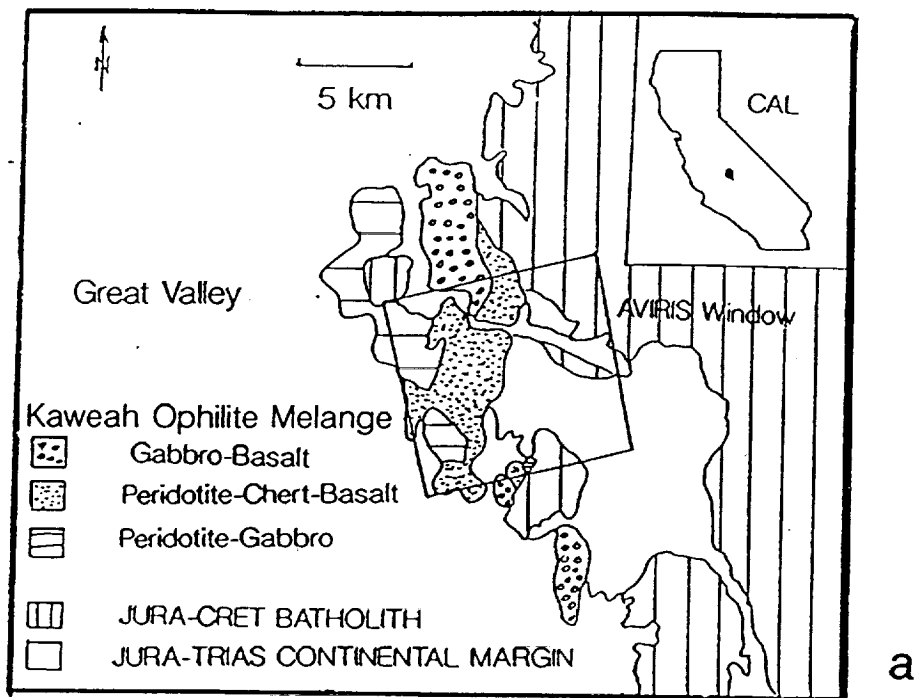 N
5 km
CAL
Great Valley
AVIRIS Window
Kaweah Ophilite Melange
Gabbro-Basalt
Peridotite-Chert-Basalt
Peridotite-Gabbro
JURA-CRET BATHOLITH
JURA-TRIAS CONTINENTAL MARGIN
a